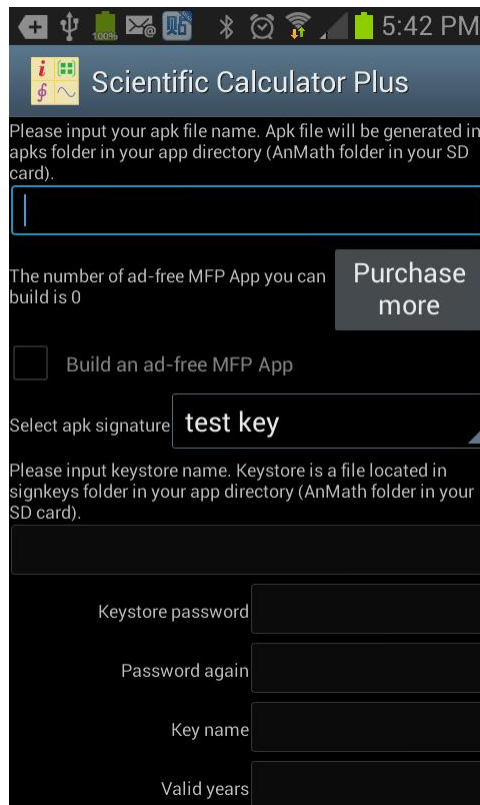 100%
5:42 PM
Scientific Calculator Plus
Please input your apk file name. Apk file will be generated in
apks folder in your app directory (AnMath folder in your SD
card).
The number of ad-free MFP App you can
build is 0
Purchase
more
Build an ad-free MFP App
Select apk signature
test key
Please input keystore name. Keystore is a file located in
signkeys folder in your app directory (AnMath folder in your
SD card).
Keystore password
Password again
Key name
Valid years